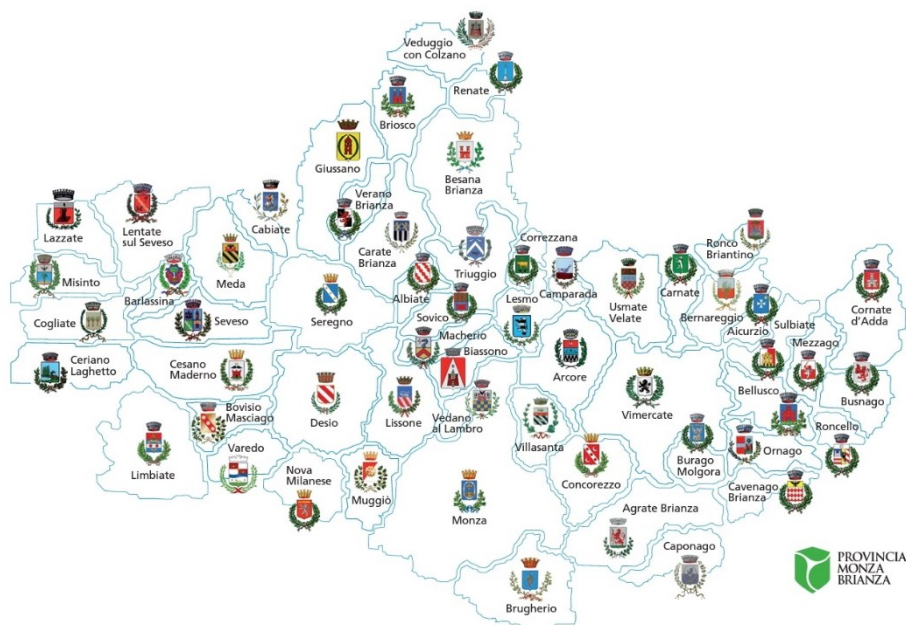 Veduggio
con Colzano
Renate
Briosco
Giussano
Besana
Brianza
Verano
Brianza
Cabiate
Lentate
sul Seveso
Lazzate
Carate
Brianza
Triuggio
Correzzana
Ronco
Briantino
Misinto
Meda
Barlassina
Seregno
Albiate
Sovico
Lesmo
Camparada
Usmate
Velate
Carnate
Bernareggio
Aicurzio
Sulbiate
Cornate
d'Adda
Cogliate
Seveso
Macherio
Biassono
Mezzago
Ceriano
Laghetto
Cesano
Maderno
Arcore
Vimercate
Bellusco
Busnago
Limbiate
Bovisio
Masciago
Desio
Lissone
Vedano
al Lambro
Villasanta
Burago
Molgora
Ornago
Roncello
Varedo
Nova
Milanese
Muggiò
Monza
Concorezzo
Cavenago
Brianza
Agrate Brianza
Caponago
Brugherio
PROVINCIA
MONZA
BRIANZA